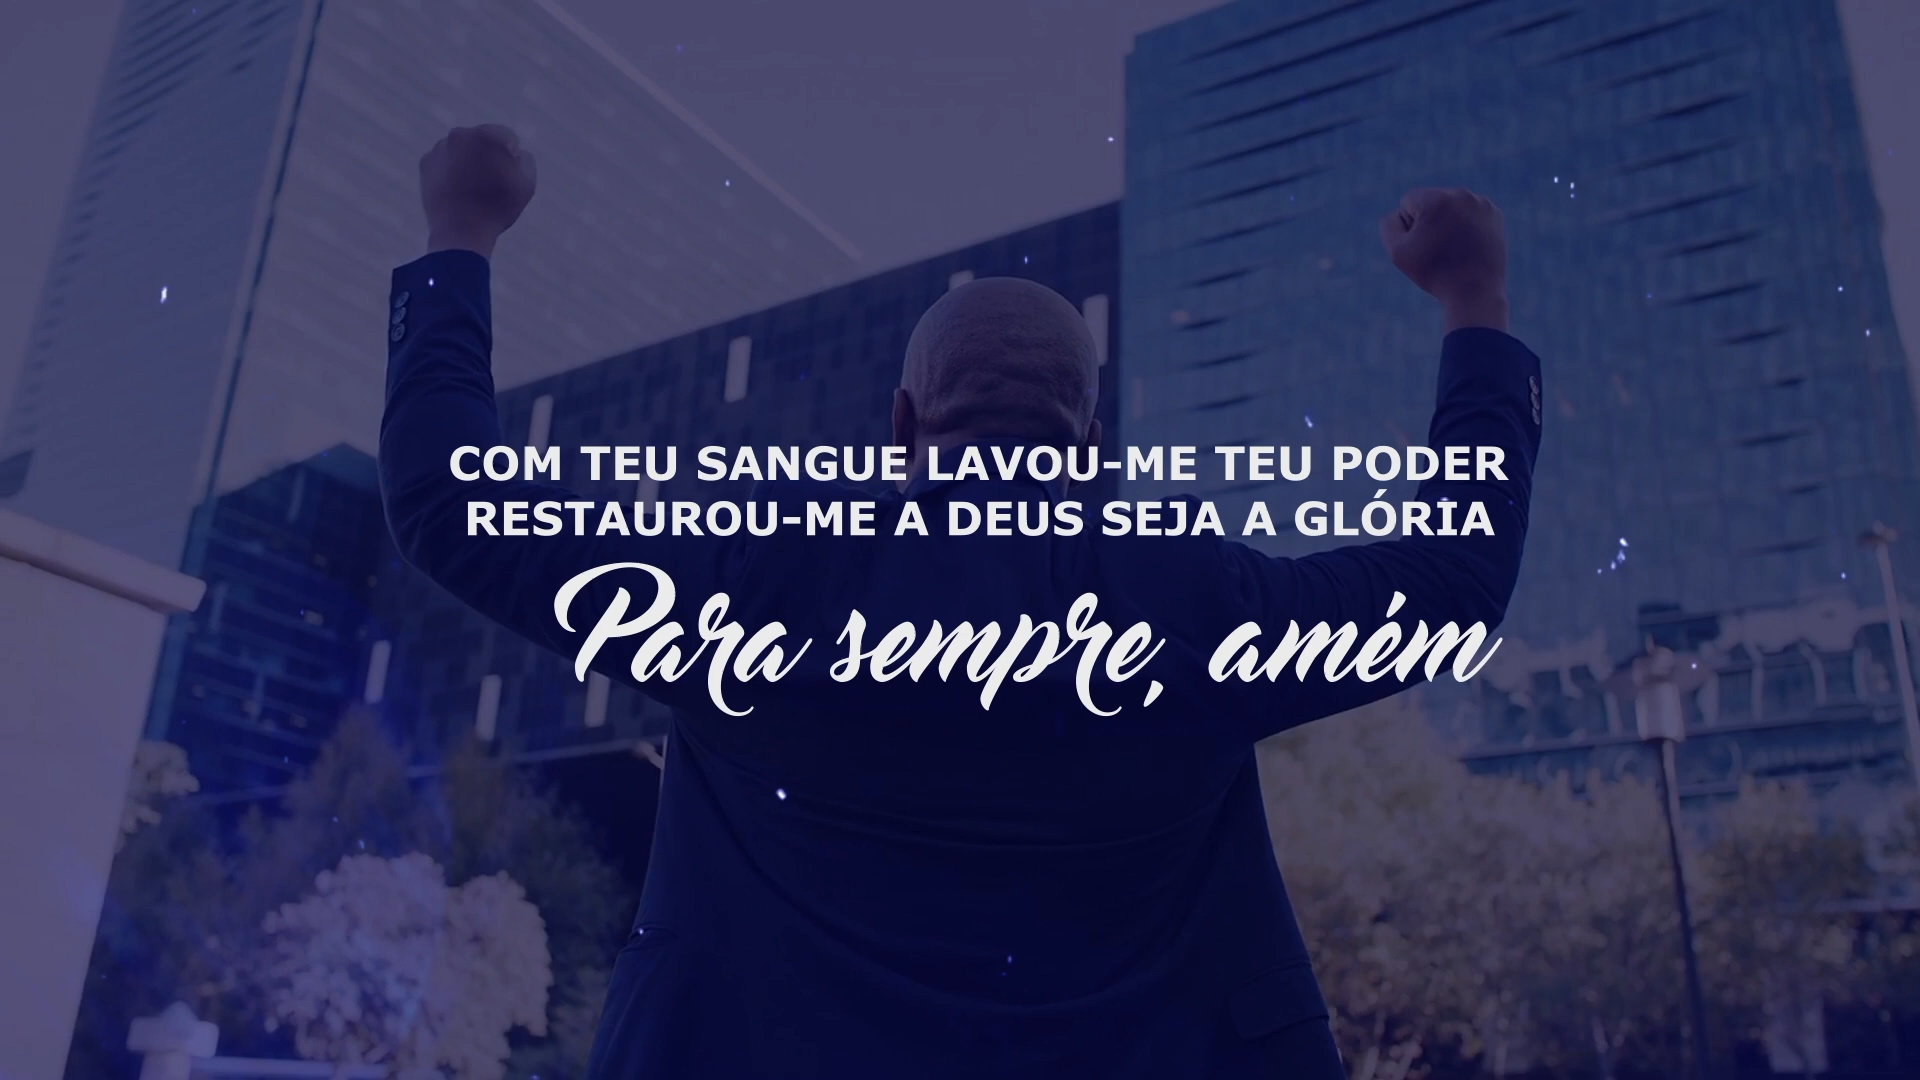 COM TEU SANGUE LAVOU-ME TEU PODER
RESTAUROU-ME A DEUS SEJA A GLÓRIA
Para sempre, amém